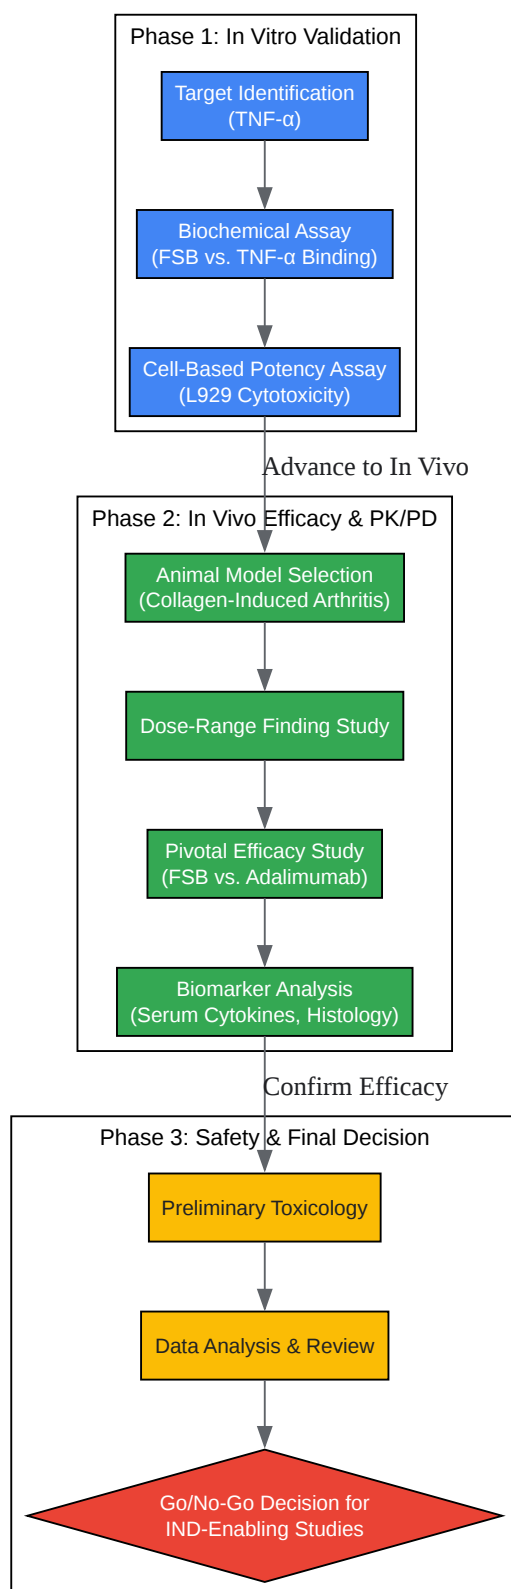 Phase 1: In Vitro Validation
Target Identification
(TNF-α)
Biochemical Assay
(FSB vs. TNF-α Binding)
Cell-Based Potency Assay
(L929 Cytotoxicity)
Advance to In Vivo
Phase 2: In Vivo Efficacy & PK/PD
Animal Model Selection
(Collagen-Induced Arthritis)
Dose-Range Finding Study
Pivotal Efficacy Study
(FSB vs. Adalimumab)
Biomarker Analysis
(Serum Cytokines, Histology)
Confirm Efficacy
Phase 3: Safety & Final Decision
Preliminary Toxicology
Data Analysis & Review
Go/No-Go Decision for
IND-Enabling Studies